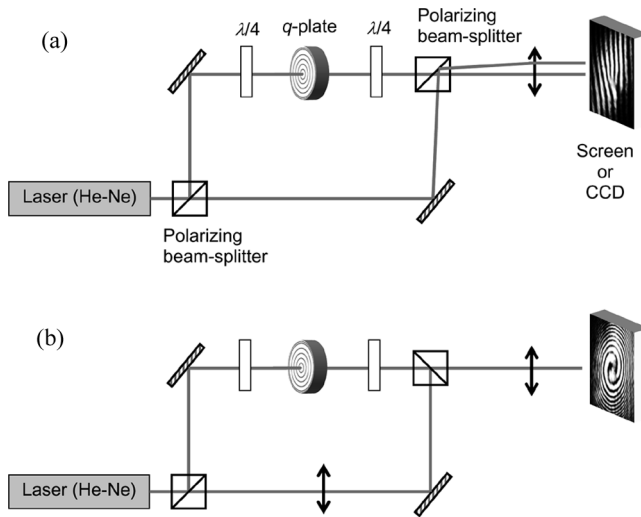 (a)
λ/4
q-plate
λ/4
Polarizing
beam-splitter
Laser (He-Ne)
Polarizing
beam-splitter
Screen
or
CCD
(b)
Laser (He-Ne)